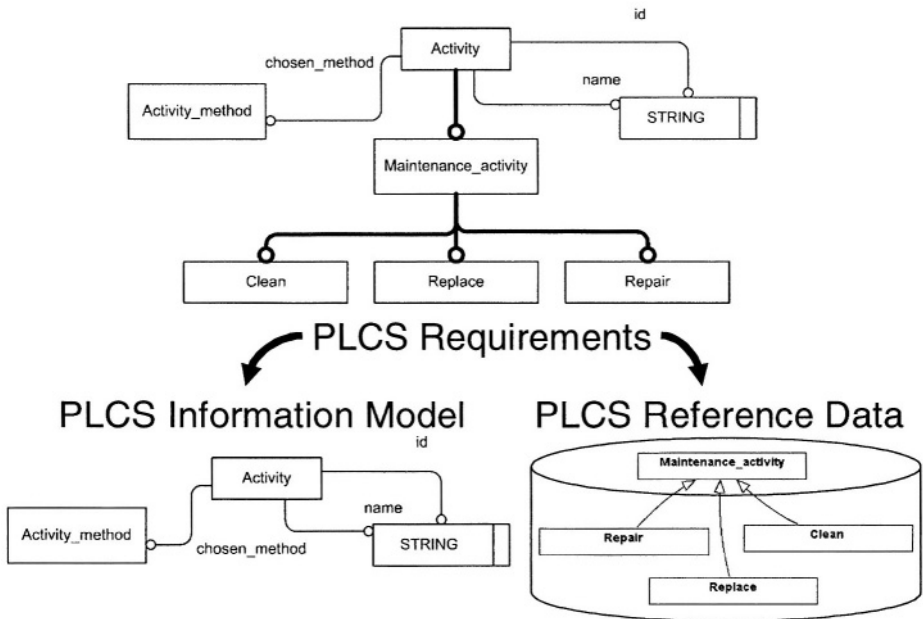 id
Activity
chosen_method
name
Activity_method
STRING
Maintenance_activity
Clean
Replace
Repair
PLCS Requirements
PLCS Information Model
PLCS Reference Data
id
Maintenance_activity
Activity
name
Repair
Clean
Activity_method
chosen_method
STRING
Replace